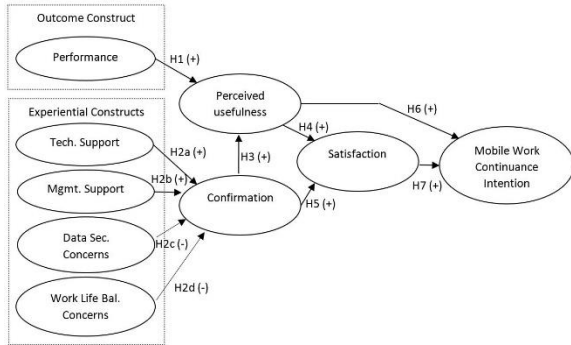 Outcome Construct
Performance
H1 (+)
Perceived
usefulness
H6 (+)
Experiential Constructs
Tech. Support
H2a (+)
H3 (+)
H4 (+)
Satisfaction
Mobile Work
Continuance
Intention
Mgmt. Support
H2b (+)
Confirmation
H5 (+)
H7 (+)
Data Sec.
Concerns
H2c (-)
Work Life Bal.
Concerns
H2d (-)